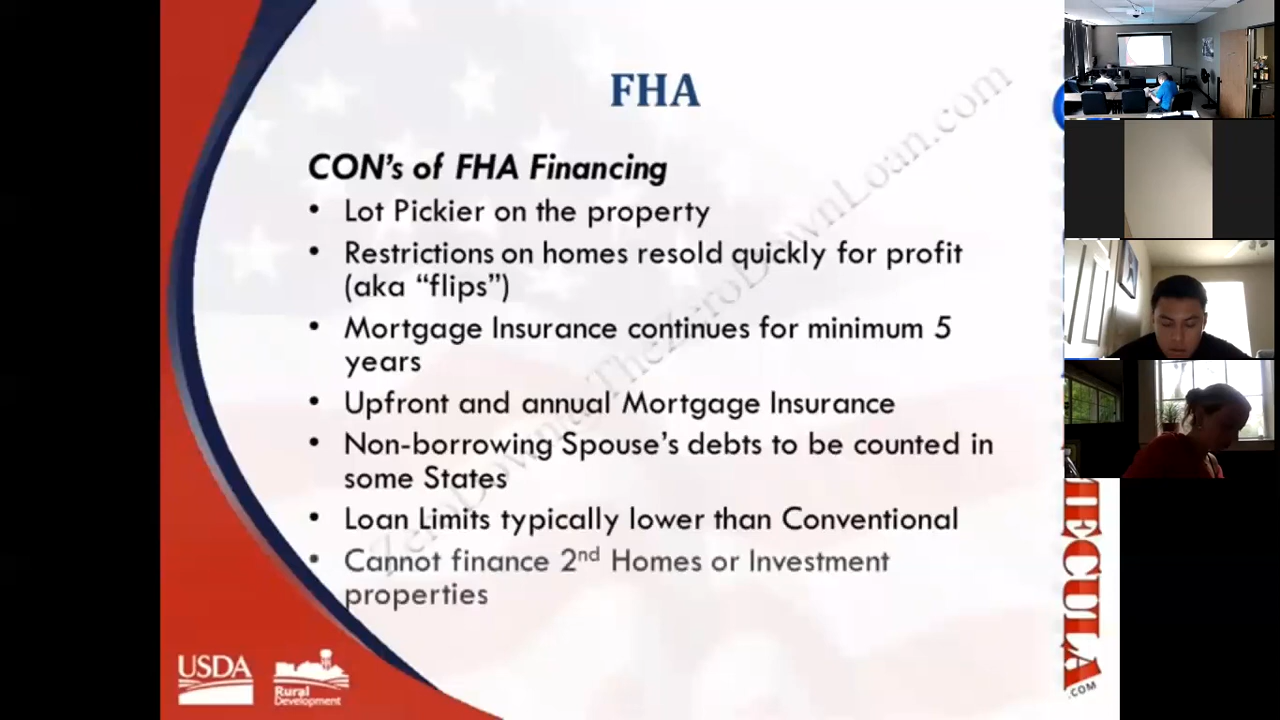 FHA
CON's of FHA Financing
• Lot Pickier on the property
• Restrictions on homes resold quickly for profit
(aka “flips”)
• Mortgage Insurance continues for minimum 5
years
• Upfront and annual Mortgage Insurance
• Non-borrowing Spouse's debts to be counted in
some States
• Loan Limits typically lower than Conventional
• Cannot finance 2nd Homes or Investment
properties
USDA
Rural
Development
TheZeroDownLoan.com
TECULA
.COM